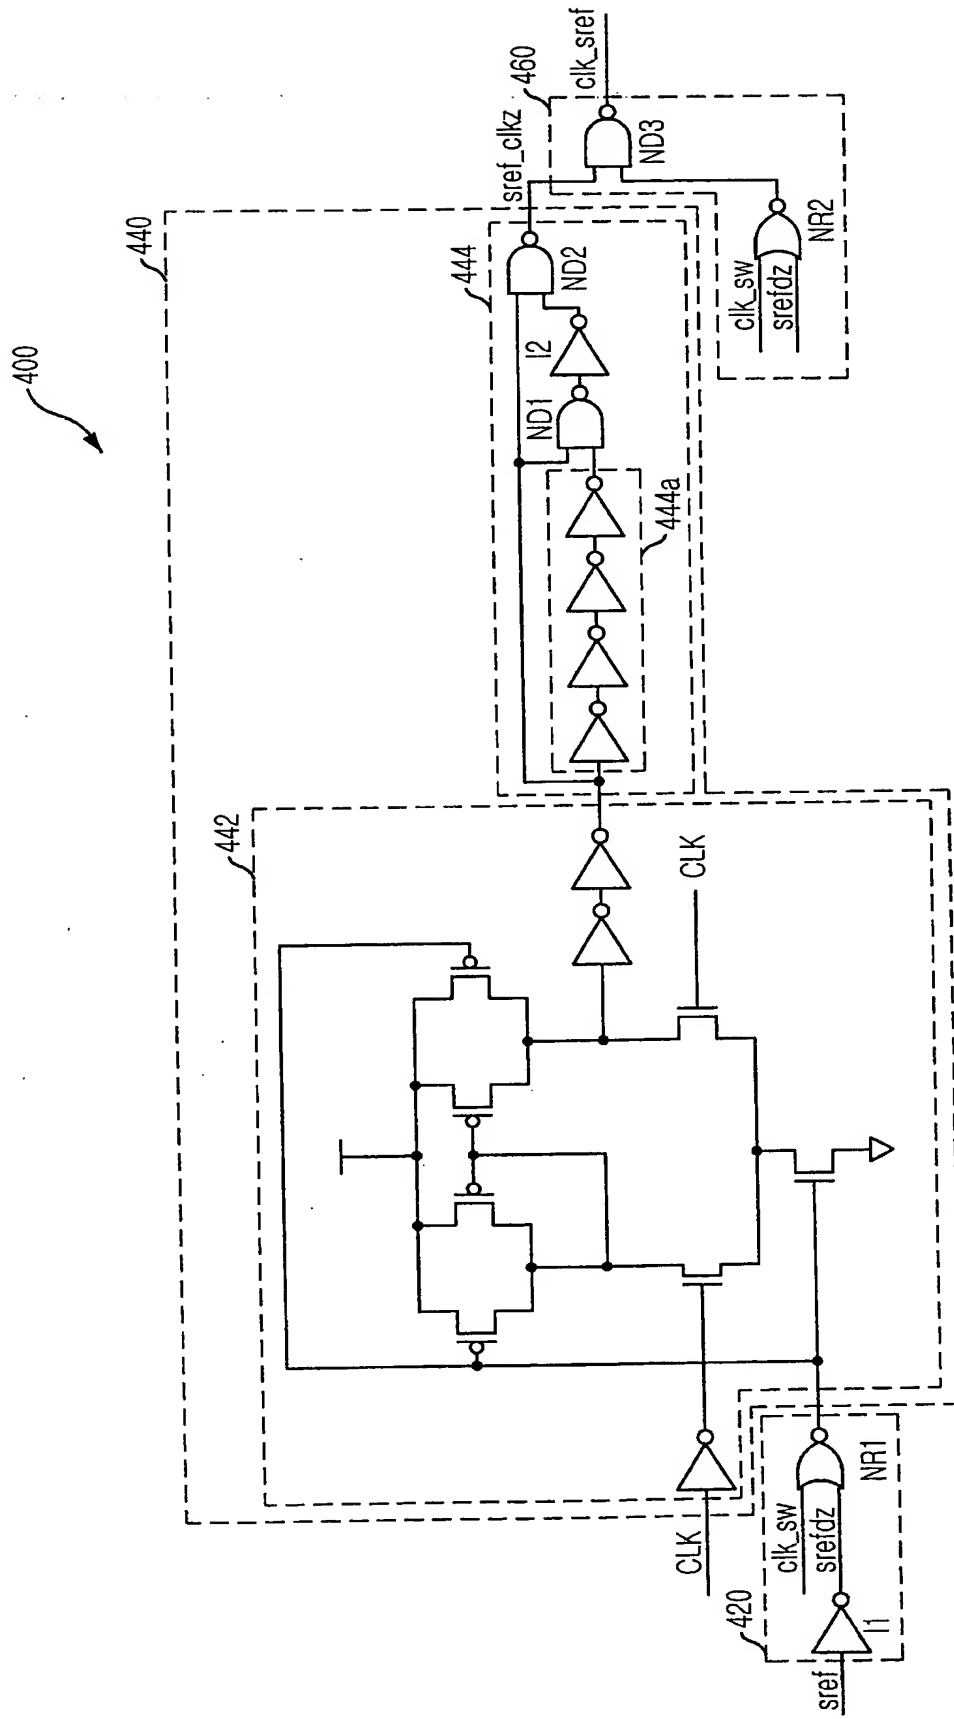 400
440
442
444
444a
460
ND1
I2
ND2
sref_clkz
clk_sref
ND3
clk_sw
srefdz
NR2
CLK
CLK
420
clk_sw
srefdz
NR1
sref
I1